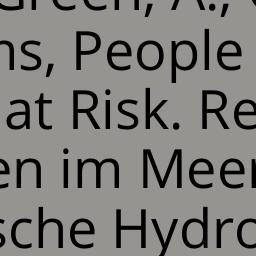 Green, A.,
ns, People
at Risk. Re
en im Meer
sche Hydro